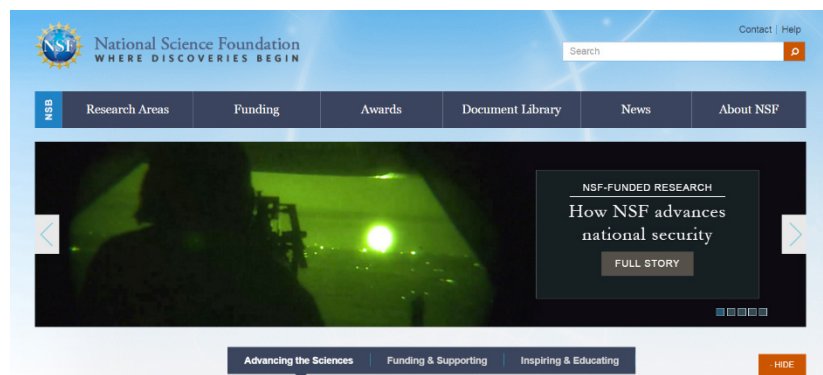 Contact | Help
NSF
National Science Foundation
WHERE DISCOVERIES BEGIN
Search
NSB
Research Areas
Funding
Awards
Document Library
News
About NSF
NSF-FUNDED RESEARCH
How NSF advances
national security
FULL STORY
Advancing the Sciences
Funding & Supporting
Inspiring & Educating
- HIDE